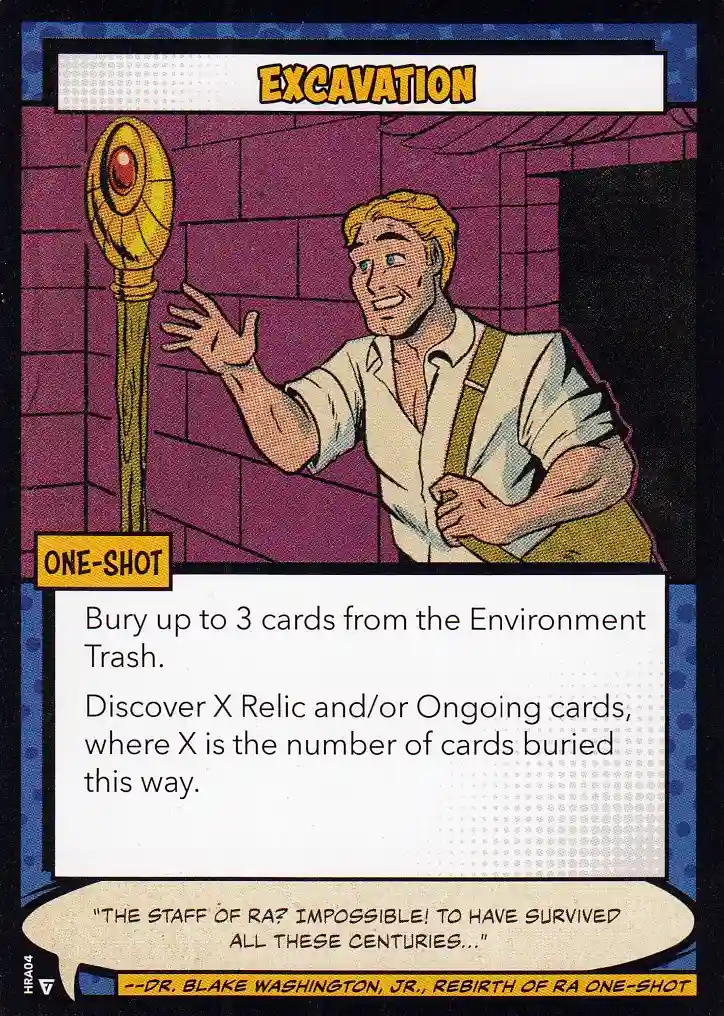 EXCAVATION
ONE-SHOT
Bury up to 3 cards from the Environment
Trash.
Discover X Relic and/or Ongoing cards,
where X is the number of cards buried
this way.
"THE STAFF OF RA? IMPOSSIBLE! TO HAVE SURVIVED
ALL THESE CENTURIES..."
--DR. BLAKE WASHINGTON, JR., REBIRTH OF RA ONE-SHOT
HRA04